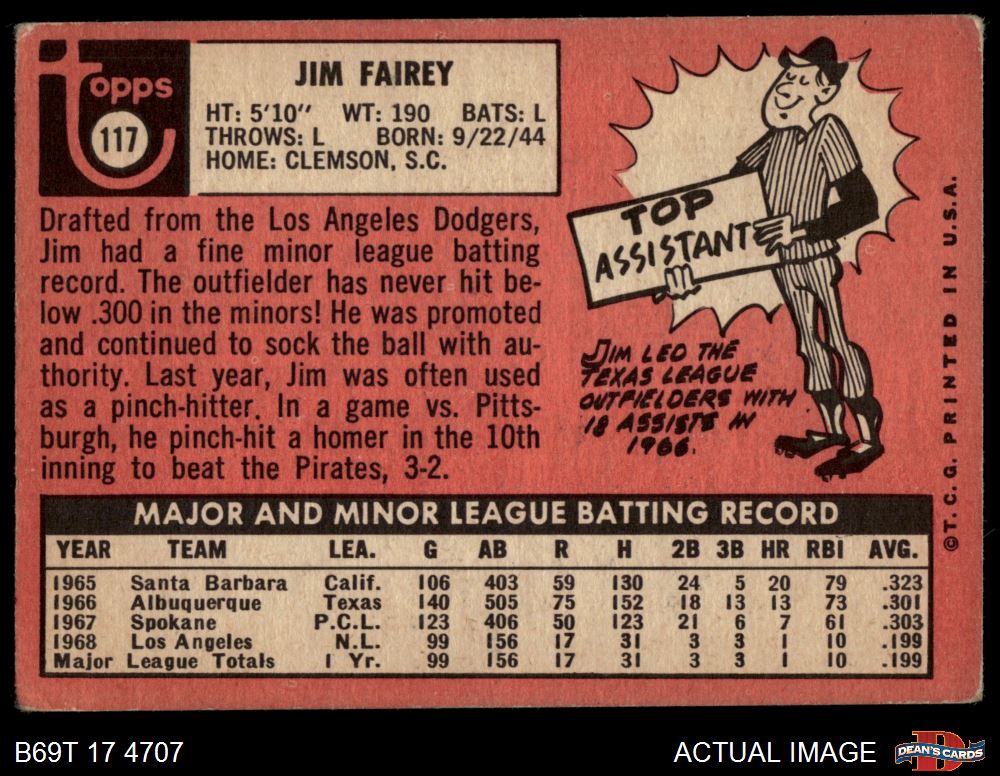 Topps
117
JIM FAIREY
HT: 5'10" WT: 190 BATS: L
THROWS: L BORN: 9/22/44
HOME: CLEMSON, S.C.
Drafted from the Los Angeles Dodgers,
Jim had a fine minor league batting
record. The outfielder has never hit be-
low .300 in the minors! He was promoted
and continued to sock the ball with au-
thority. Last year, Jim was often used
as a pinch-hitter. In a game vs. Pitts-
burgh, he pinch-hit a homer in the 10th
inning to beat the Pirates, 3-2.
TOP
ASSISTANT
JIM LED THE
TEXAS LEAGUE
OUTFIELDERS WITH
18 ASSISTS IN
1966.
©T.C.G. PRINTED IN U.S.A.
MAJOR AND MINOR LEAGUE BATTING RECORD
YEAR TEAM LEA. G AB R H 2B 3B HR RBI AVG.
1965 Santa Barbara Calif. 106 403 59 130 24 5 20 79 .323
1966 Albuquerque Texas 140 505 75 152 18 13 13 73 .301
1967 Spokane P.C.L. 123 406 50 123 21 6 7 61 .303
1968 Los Angeles N.L. 99 156 17 31 3 3 1 10 .199
Major League Totals 1 Yr. 99 156 17 31 3 3 1 10 .199
B69T 17 4707
ACTUAL IMAGE
D
DEAN'S CARDS